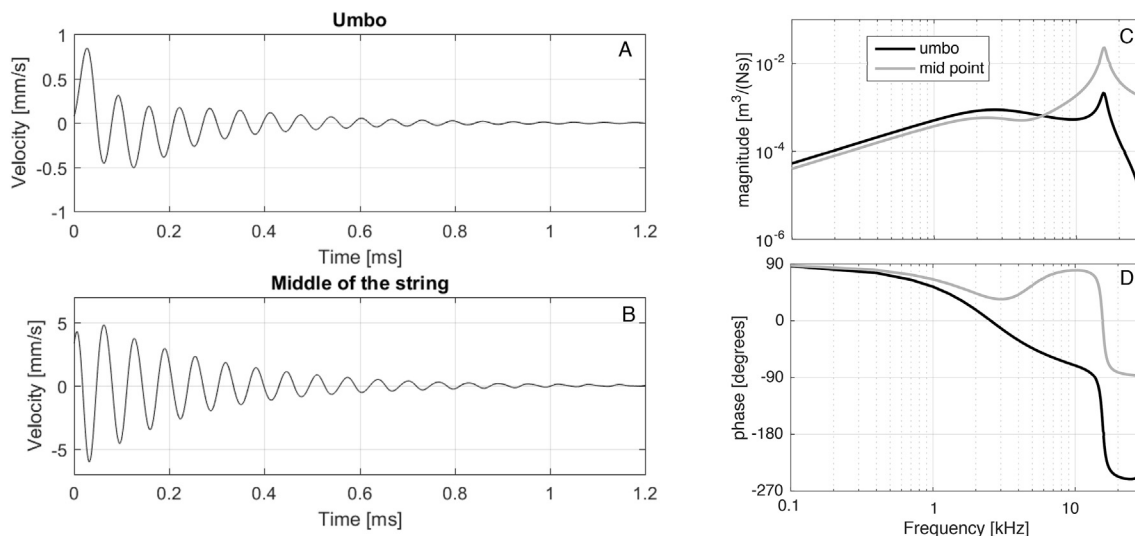 Umbo
A
Velocity [mm/s]
1
0.5
0
-0.5
-1
0 0.2 0.4 0.6 0.8 1 1.2
Time [ms]
Middle of the string
B
Velocity [mm/s]
5
0
-5
0 0.2 0.4 0.6 0.8 1 1.2
Time [ms]
C
umbo
mid point
magnitude [m³/(Ns)]
10⁻²
10⁻⁴
10⁻⁶
D
phase [degrees]
90
0
-90
-180
-270
0.1 1 10
Frequency [kHz]